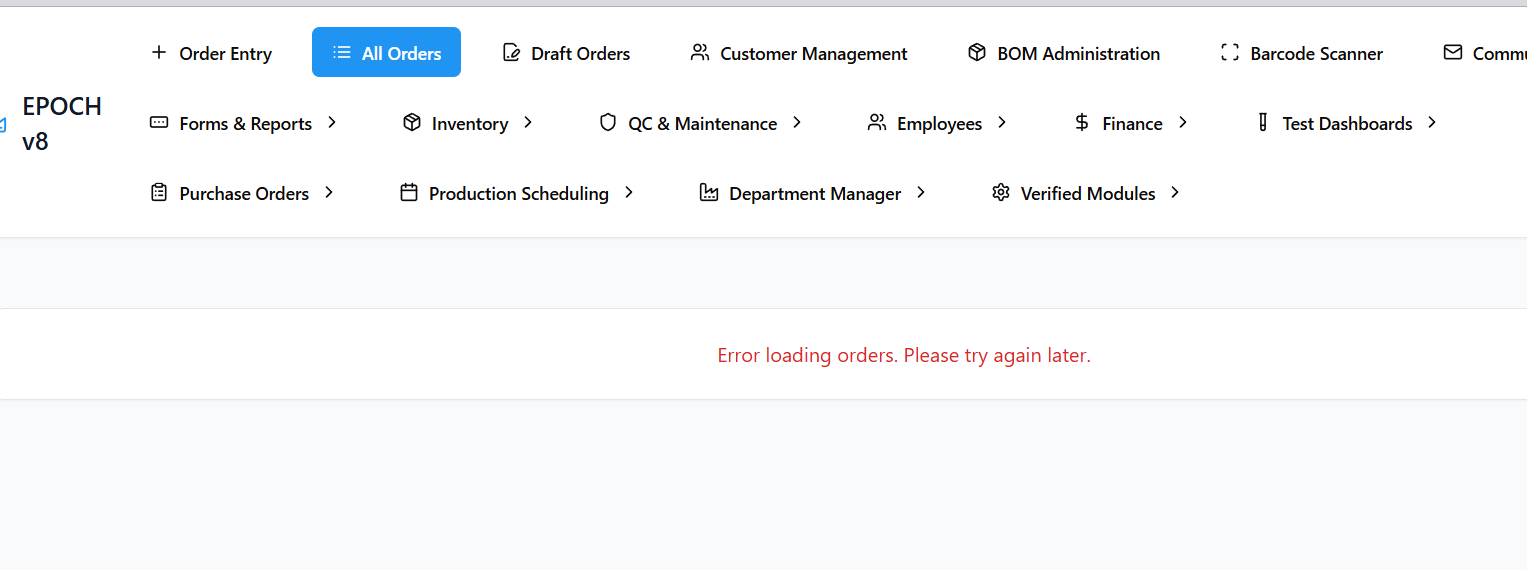 Order Entry All Orders Draft Orders Customer Management BOM Administration Barcode Scanner Commu
EPOCH
v8
Forms & Reports Inventory QC & Maintenance Employees Finance Test Dashboards
Purchase Orders Production Scheduling Department Manager Verified Modules
Error loading orders. Please try again later.